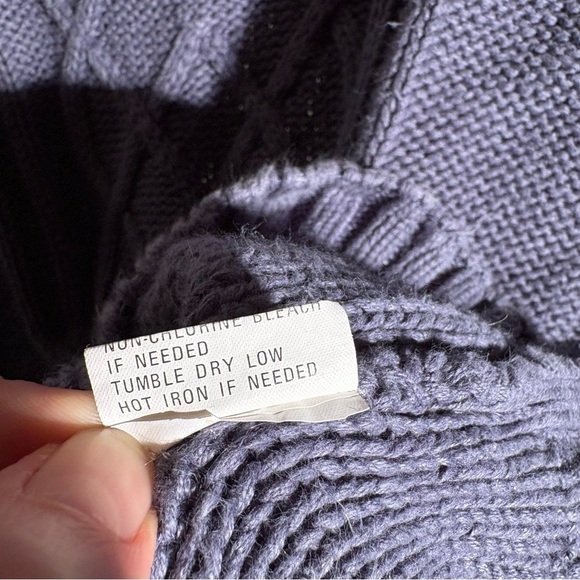 NON-CHLORINE BLEACH
IF NEEDED
TUMBLE DRY LOW
HOT IRON IF NEEDED